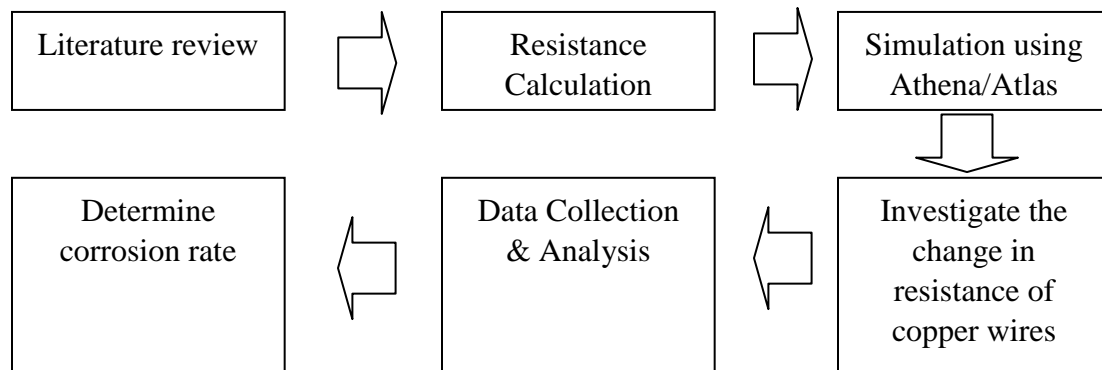 Literature review
Resistance
Calculation
Simulation using
Athena/Atlas
Investigate the
change in
resistance of
copper wires
Data Collection
& Analysis
Determine
corrosion rate